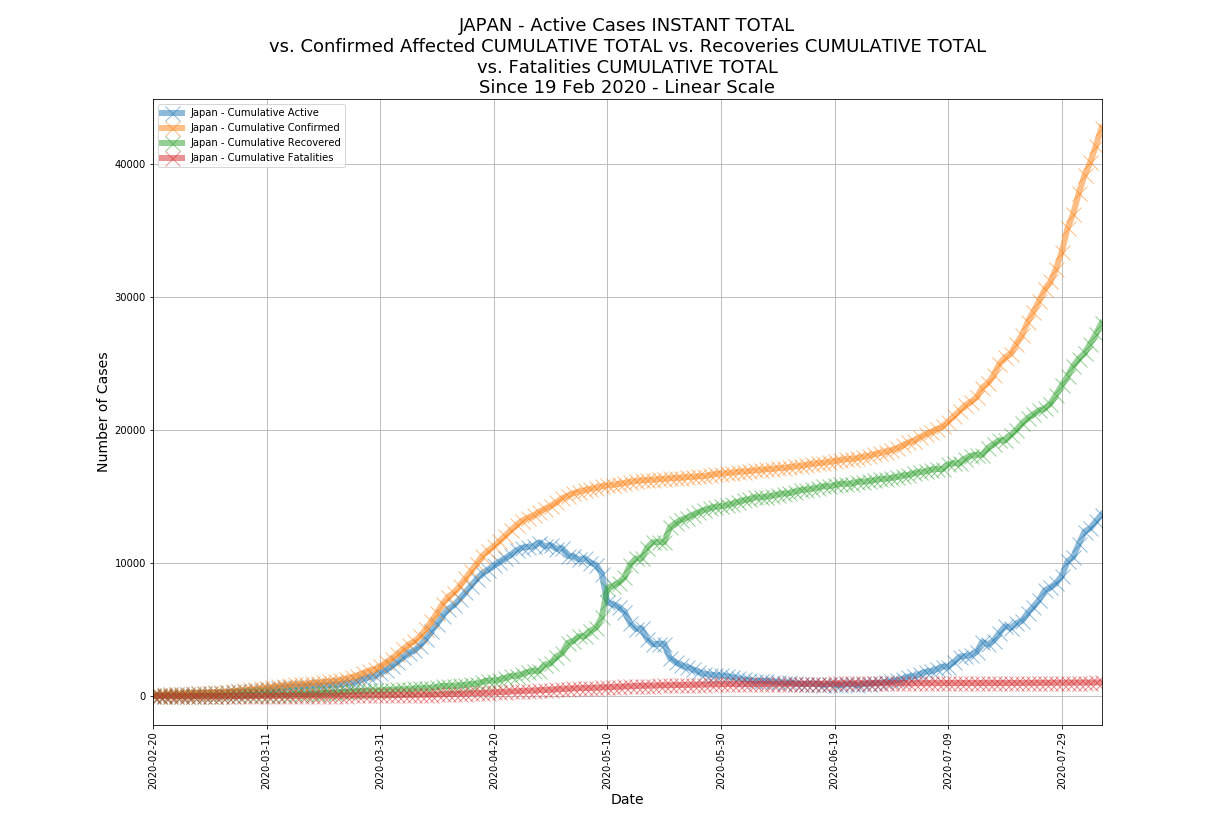 JAPAN - Active Cases INSTANT TOTAL
vs. Confirmed Affected CUMULATIVE TOTAL vs. Recoveries CUMULATIVE TOTAL
vs. Fatalities CUMULATIVE TOTAL
Since 19 Feb 2020 - Linear Scale
Japan - Cumulative Active
Japan - Cumulative Confirmed
Japan - Cumulative Recovered
Japan - Cumulative Fatalities
Number of Cases
40000
30000
20000
10000
0
2020-02-20
2020-03-11
2020-03-31
2020-04-20
2020-05-10
2020-05-30
2020-06-19
2020-07-09
2020-07-29
Date